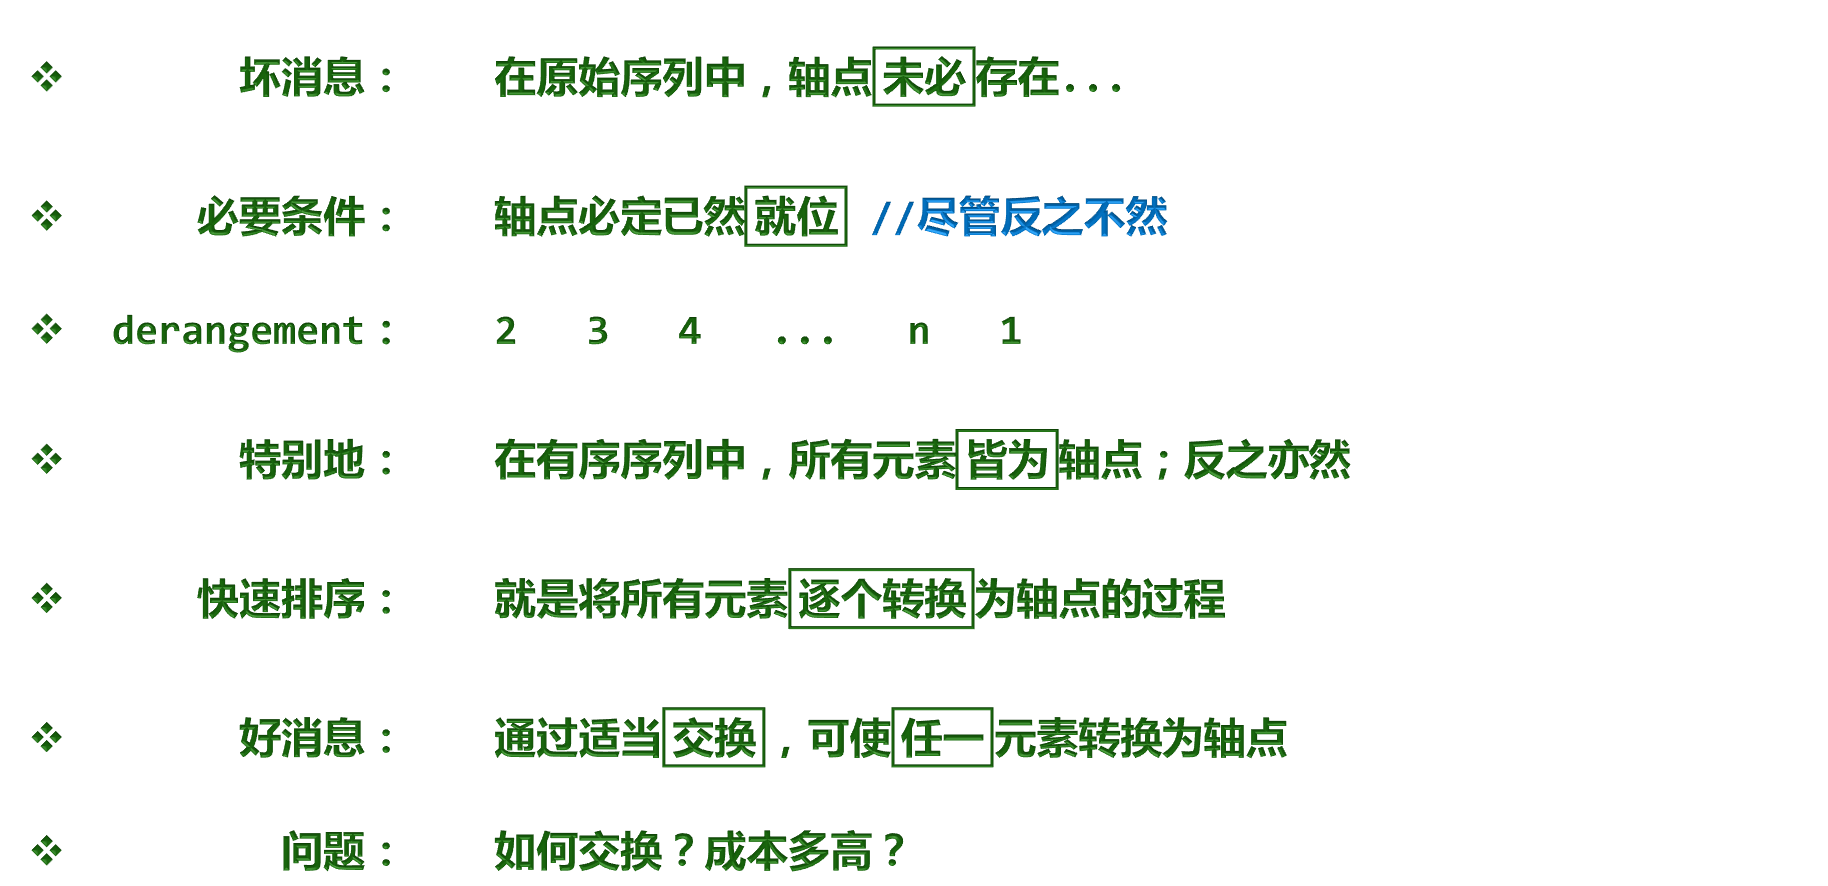 ❖ 坏消息： 在原始序列中，轴点未必存在...
❖ 必要条件： 轴点必定已然就位 //尽管反之不然
❖ derangement： 2 3 4 ... n 1
❖ 特别地： 在有序序列中，所有元素皆为轴点；反之亦然
❖ 快速排序： 就是将所有元素逐个转换为轴点的过程
❖ 好消息： 通过适当交换，可使任一元素转换为轴点
❖ 问题： 如何交换？成本多高？